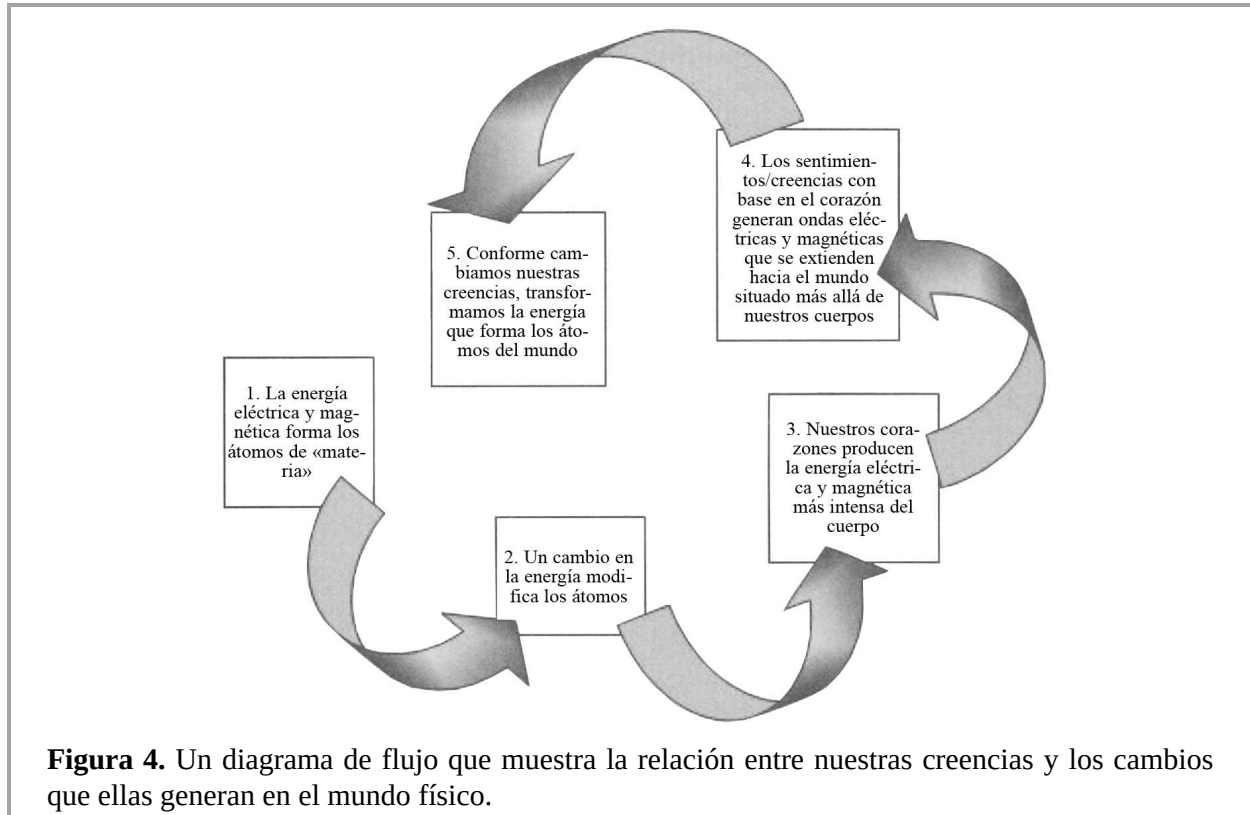 1. La energía
eléctrica y mag-
nética forma los
átomos de «mate-
ria»
2. Un cambio en
la energía modi-
fica los átomos
3. Nuestros cora-
zones producen
la energía eléctri-
ca y magnética
más intensa del
cuerpo
4. Los sentimien-
tos/creencias con
base en el corazón
generan ondas eléc-
tricas y magnéticas
que se extienden
hacia el mundo
situado más allá de
nuestros cuerpos
5. Conforme cam-
biamos nuestras
creencias, transfor-
mamos la energía
que forma los áto-
mos del mundo
Figura 4. Un diagrama de flujo que muestra la relación entre nuestras creencias y los cambios
que ellas generan en el mundo físico.